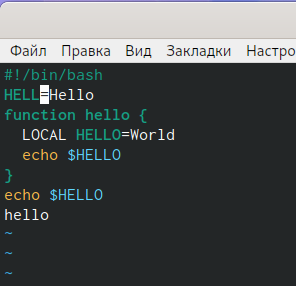 Файл Правка Вид Закладки Настро
#!/bin/bash
HELL=Hello
function hello {
  LOCAL HELLO=World
  echo $HELLO
}
echo $HELLO
hello
~
~
~